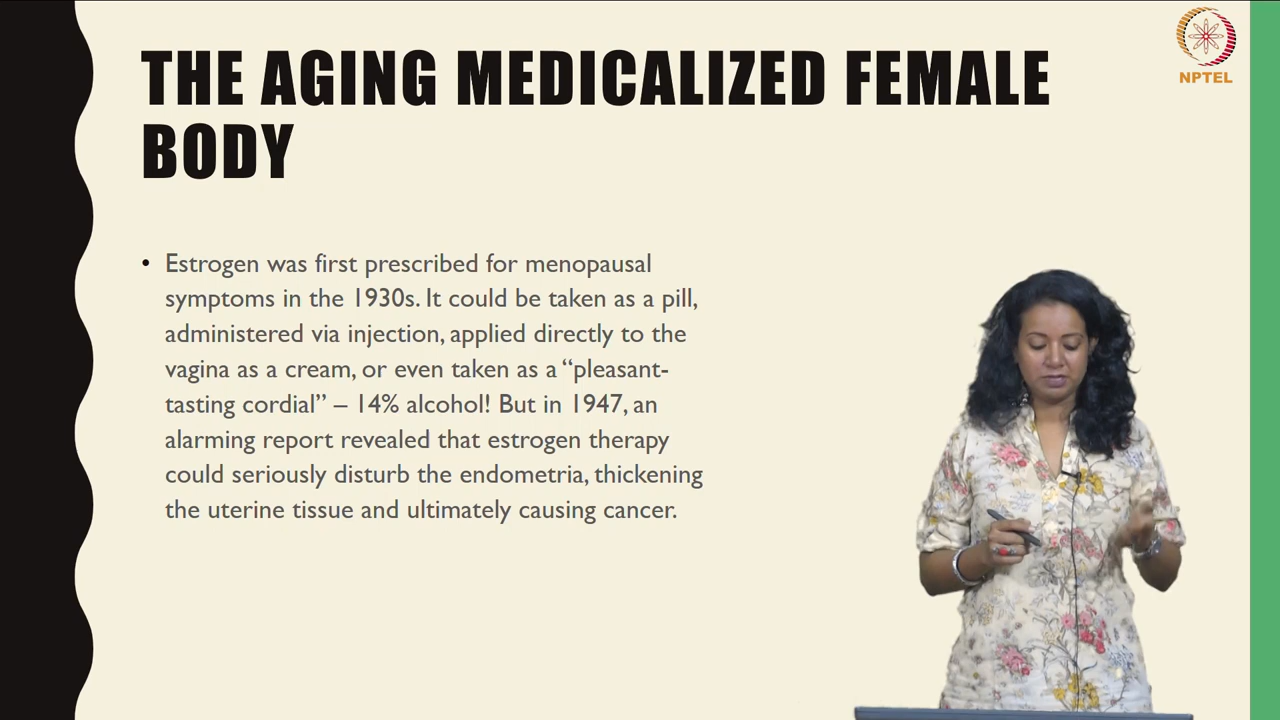 THE AGING MEDICALIZED FEMALE
BODY
NPTEL
• Estrogen was first prescribed for menopausal
symptoms in the 1930s. It could be taken as a pill,
administered via injection, applied directly to the
vagina as a cream, or even taken as a “pleasant-
tasting cordial” – 14% alcohol! But in 1947, an
alarming report revealed that estrogen therapy
could seriously disturb the endometria, thickening
the uterine tissue and ultimately causing cancer.